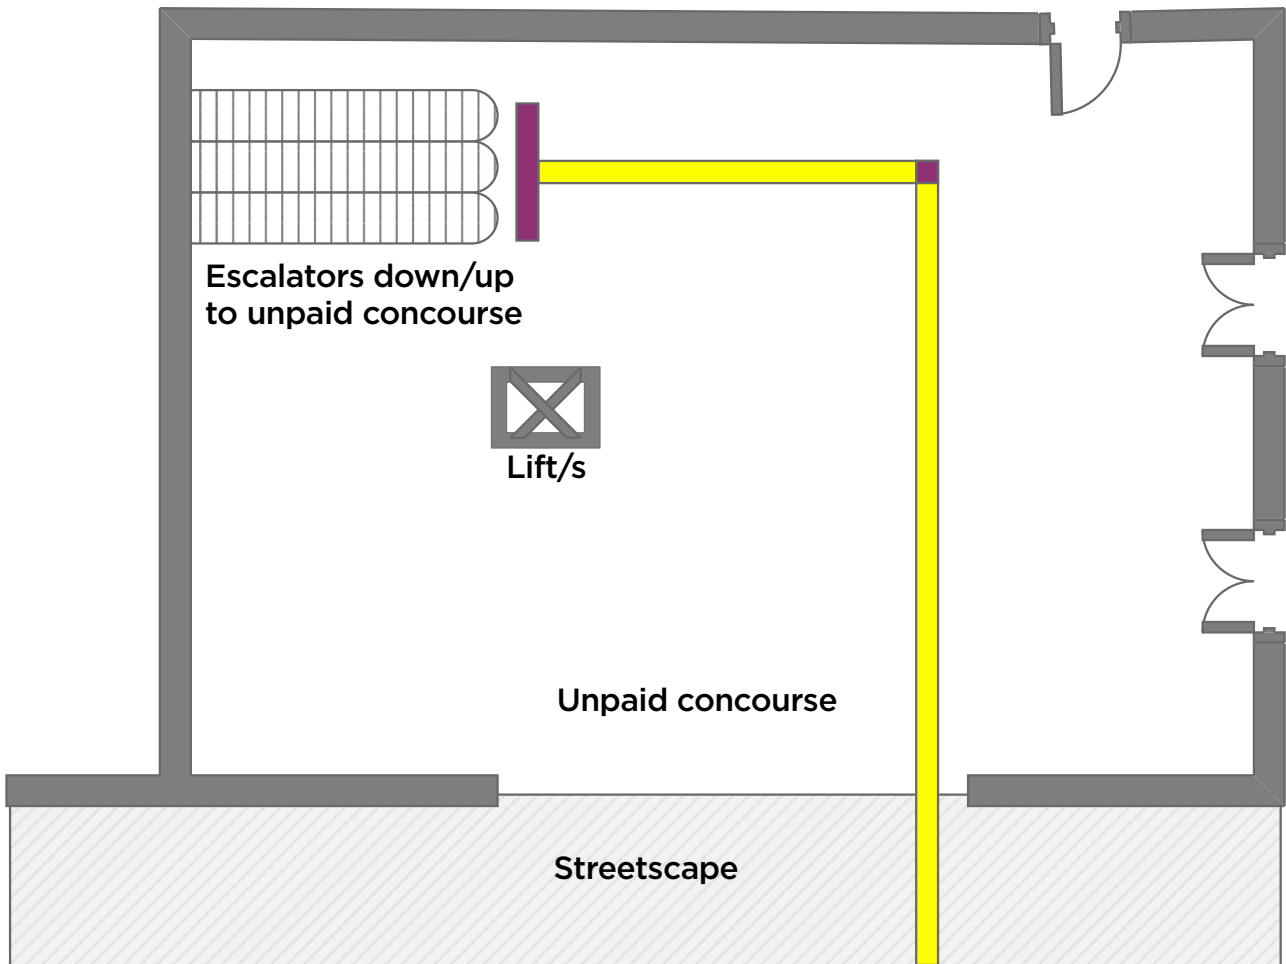 Escalators down/up
to unpaid concourse
Lift/s
Unpaid concourse
Streetscape